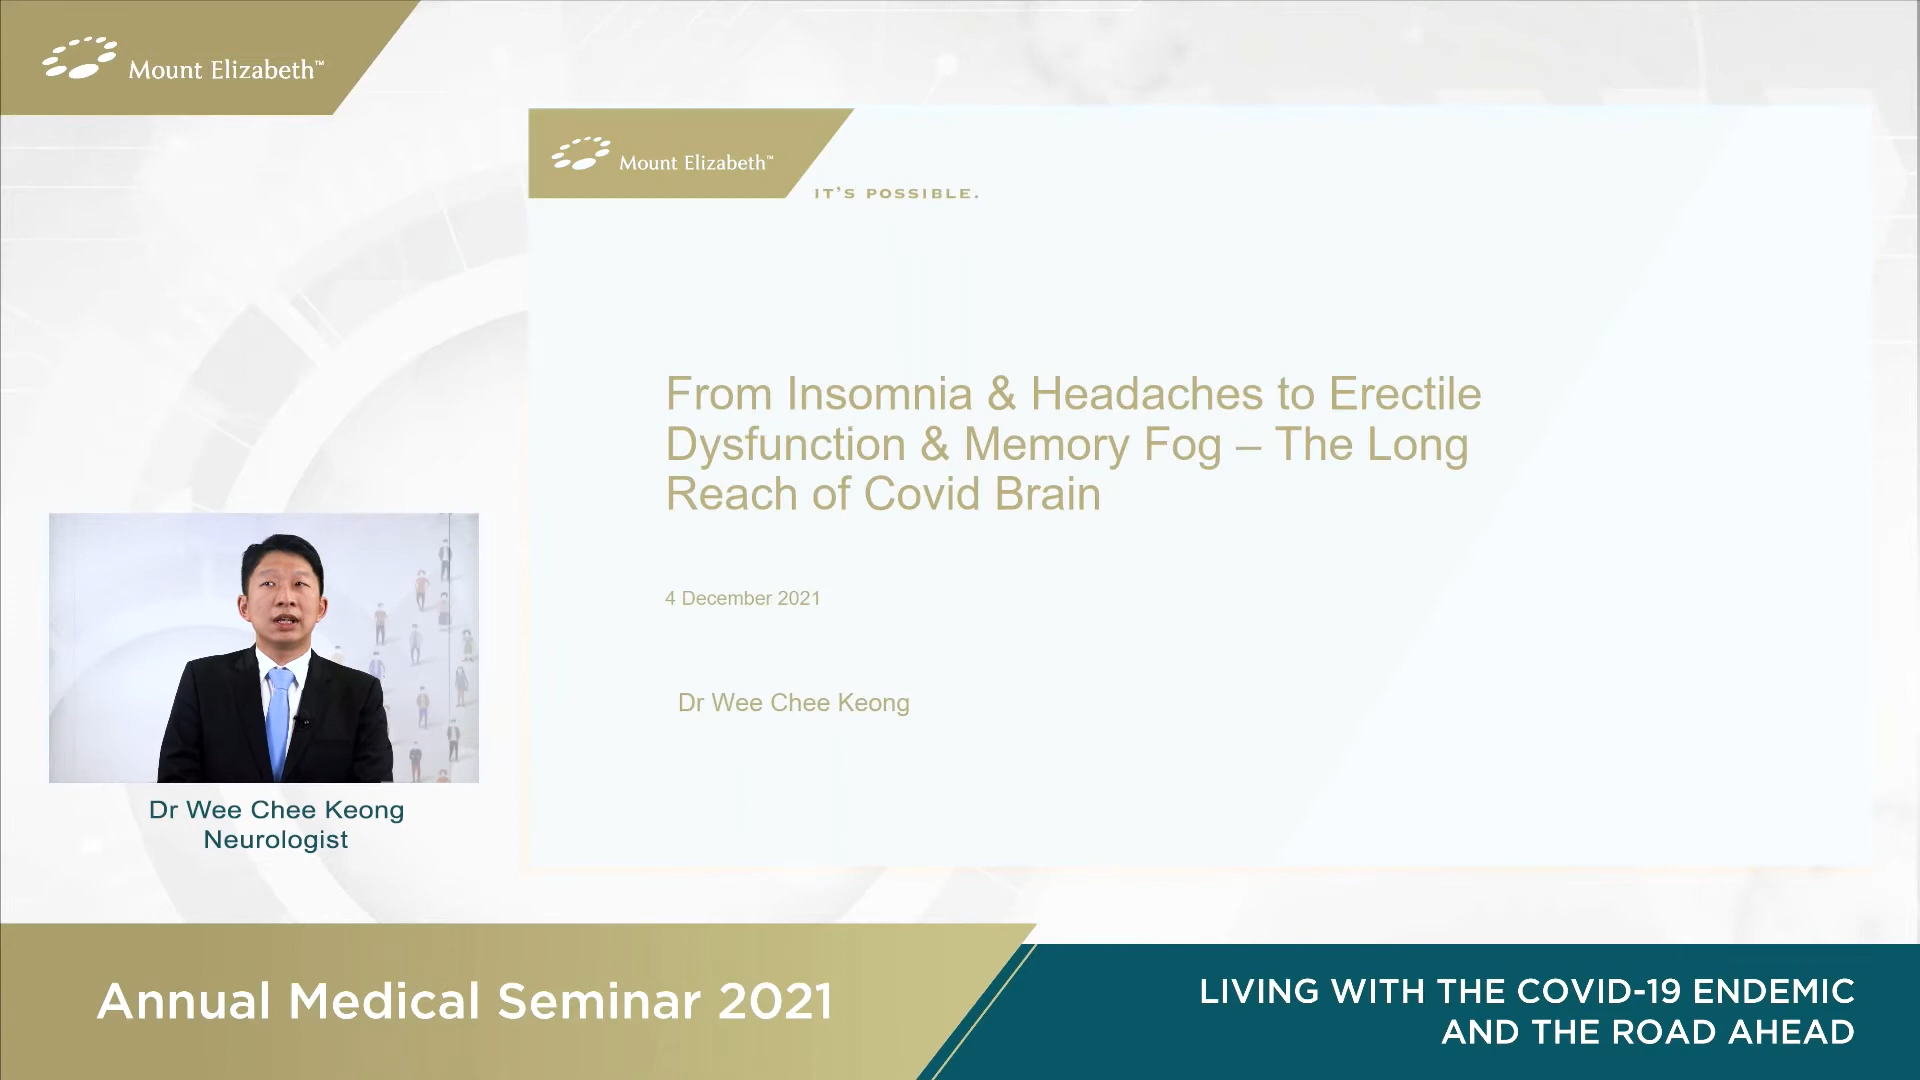 Mount Elizabeth™
Mount Elizabeth™
IT'S POSSIBLE.
From Insomnia & Headaches to Erectile
Dysfunction & Memory Fog – The Long
Reach of Covid Brain
4 December 2021
Dr Wee Chee Keong
Dr Wee Chee Keong
Neurologist
Annual Medical Seminar 2021
LIVING WITH THE COVID-19 ENDEMIC
AND THE ROAD AHEAD